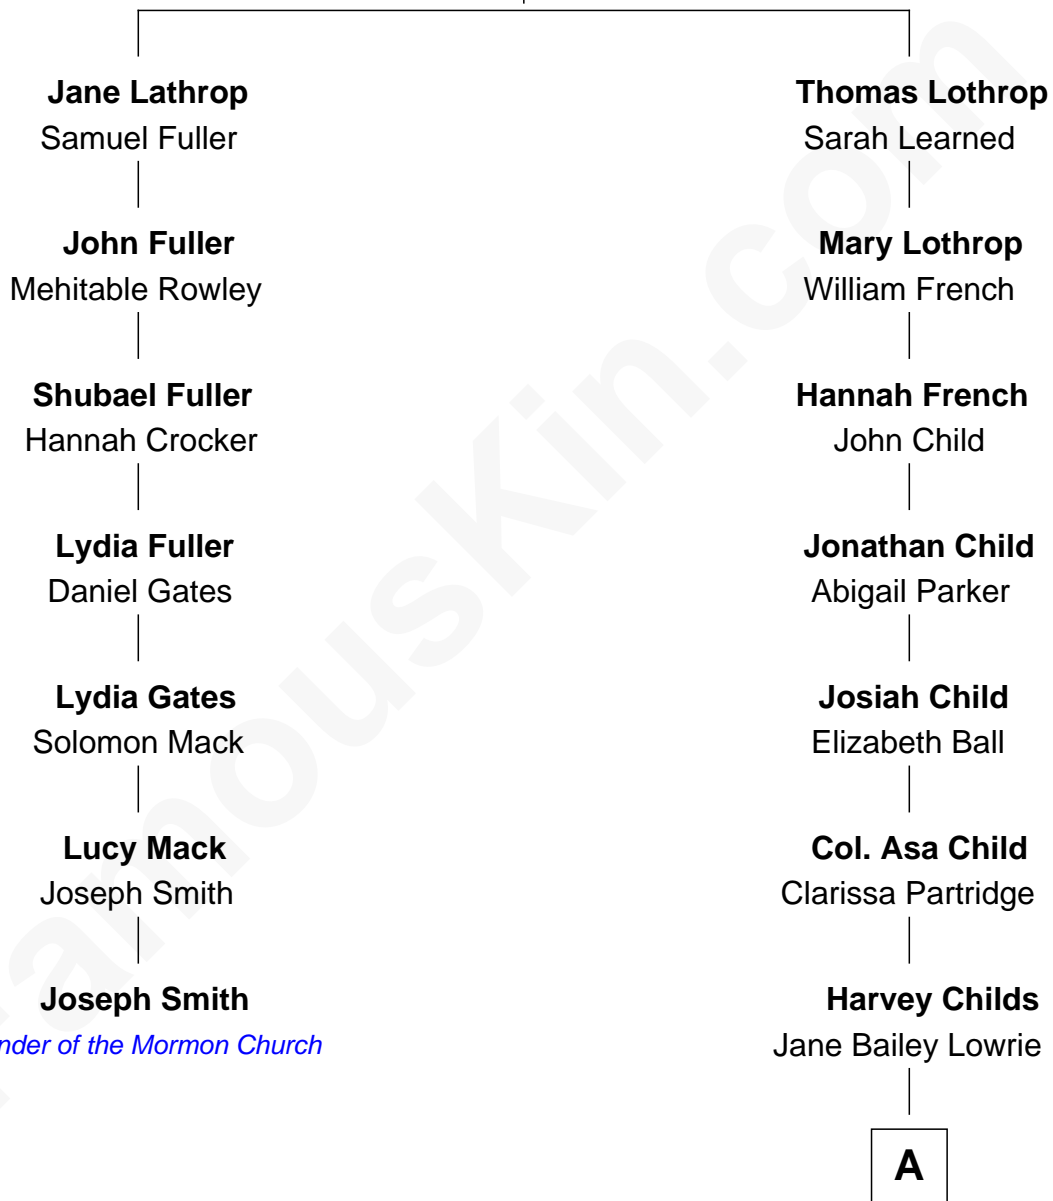 Jane Lathrop
Samuel Fuller
Thomas Lothrop
Sarah Learned
John Fuller
Mehitable Rowley
Mary Lothrop
William French
Shubael Fuller
Hannah Crocker
Hannah French
John Child
Lydia Fuller
Daniel Gates
Jonathan Child
Abigail Parker
Lydia Gates
Solomon Mack
Josiah Child
Elizabeth Ball
Lucy Mack
Joseph Smith
Col. Asa Child
Clarissa Partridge
Joseph Smith
nder of the Mormon Church
Harvey Childs
Jane Bailey Lowrie
A
FamousKin.com